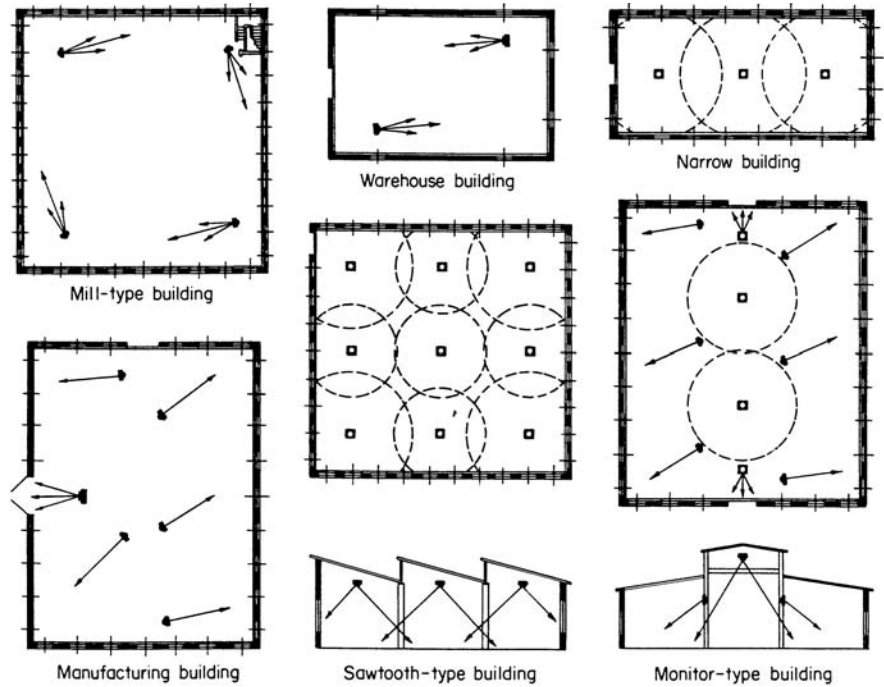 Mill-type building
Warehouse building
Narrow building
Manufacturing building
Sawtooth-type building
Monitor-type building